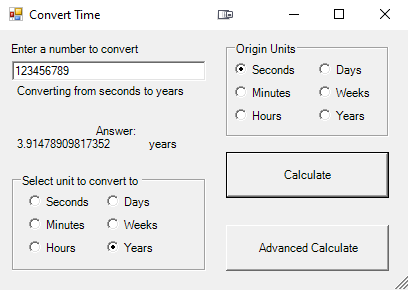 Convert Time
Enter a number to convert
123456789
Converting from seconds to years
Answer:
3.91478909817352 years
Select unit to convert to
Seconds Days
Minutes Weeks
Hours Years
Origin Units
Seconds Days
Minutes Weeks
Hours Years
Calculate
Advanced Calculate